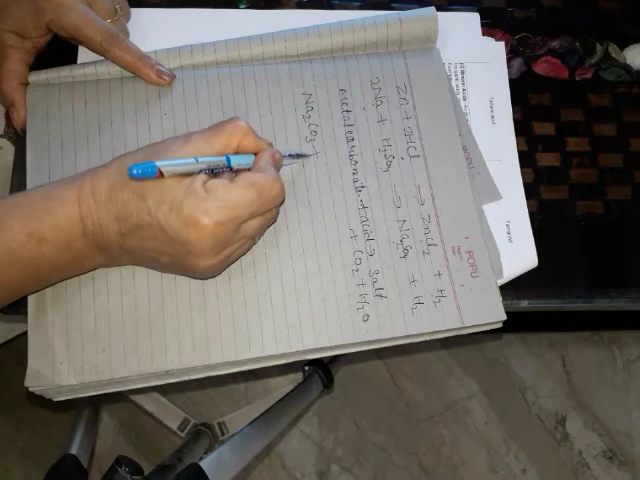 POPU
Zn + 2HCl → ZnCl2 + H2
2Na + H2SO4 → Na2SO4 + H2
Metal carbonate + acid → Salt
+ CO2 + H2O
Na2CO3 +